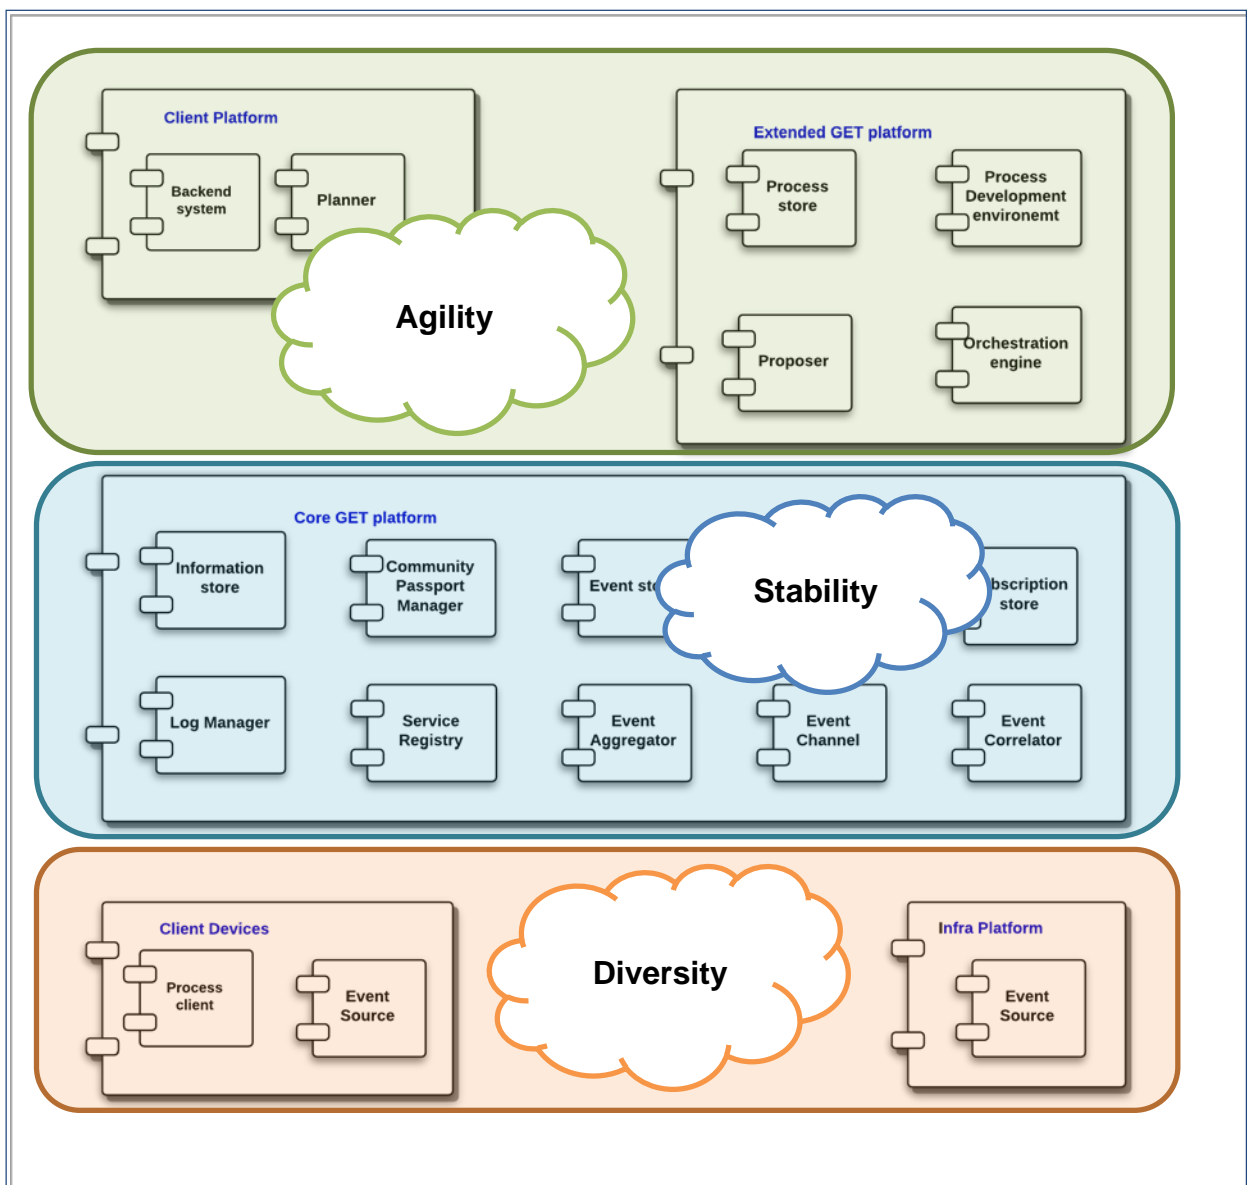 Client Platform
Backend
system
Planner
Agility
Extended GET platform
Process
store
Process
Development
environemt
Proposer
Orchestration
engine
Core GET platform
Information
store
Community
Passport
Manager
Event
Stability
store
Log Manager
Service
Registry
Event
Aggregator
Event
Channel
Event
Correlator
Client Devices
Process
client
Event
Source
Diversity
Infra Platform
Event
Source